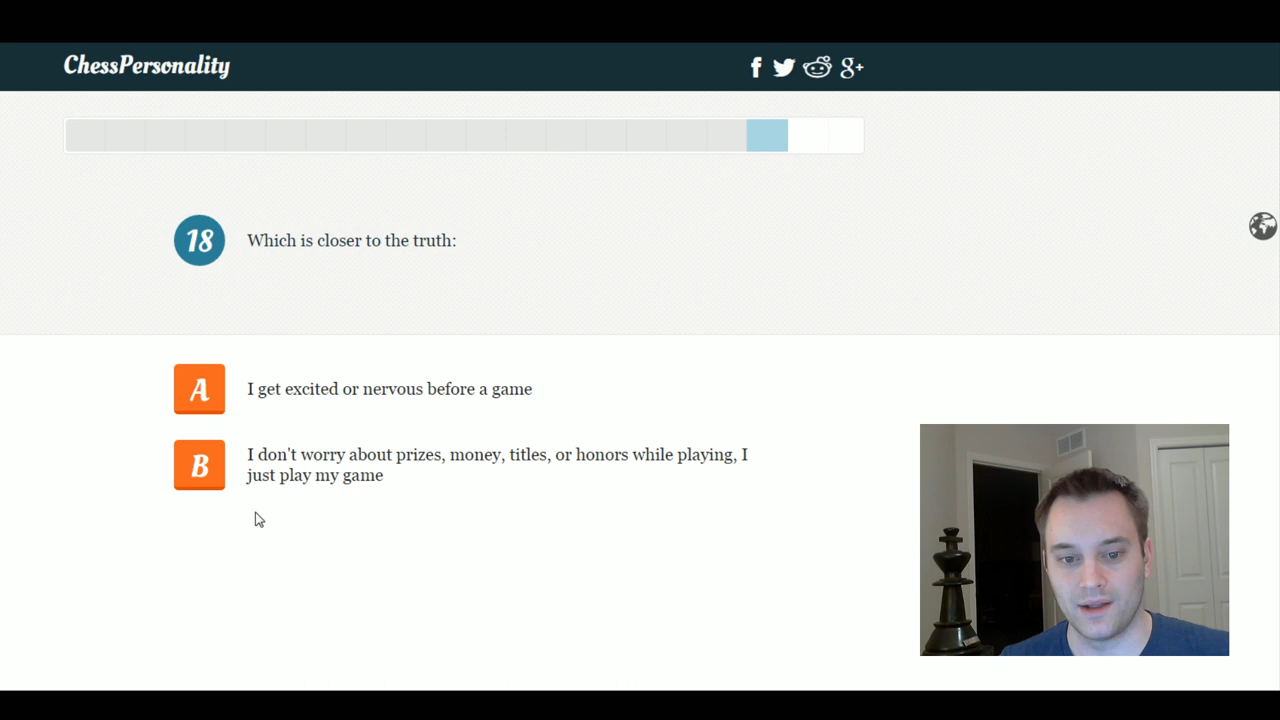 ChessPersonality
18
Which is closer to the truth:
A
I get excited or nervous before a game
B
I don't worry about prizes, money, titles, or honors while playing, I
just play my game